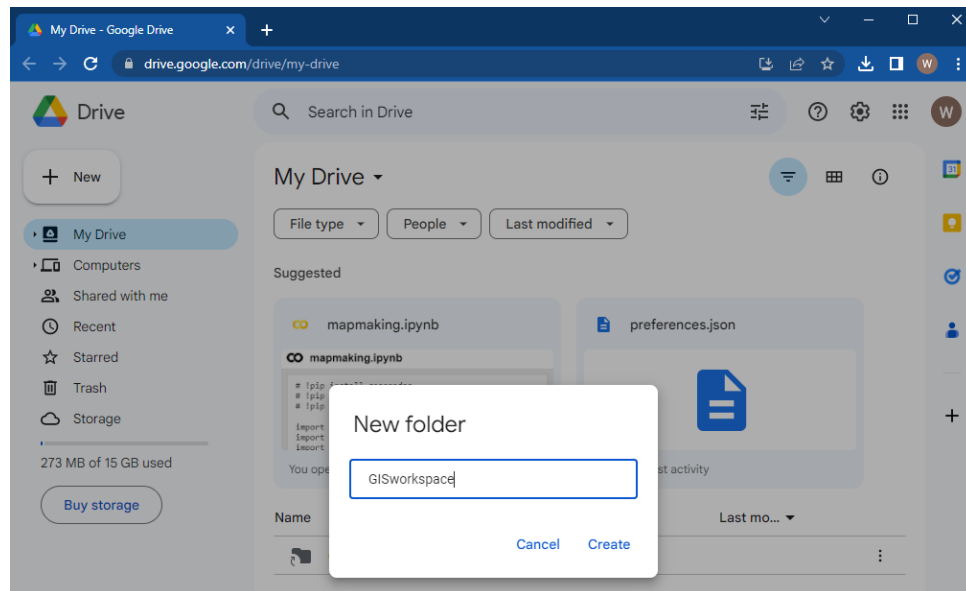 My Drive - Google Drive
drive.google.com/drive/my-drive
W
Drive
Search in Drive
W
New
My Drive
My Drive
File type
People
Last modified
31
Computers
Shared with me
Recent
Starred
Trash
Storage
273 MB of 15 GB used
Buy storage
Suggested
mapmaking.ipynb
preferences.json
mapmaking.ipynb
# !pip install
# !pip
# !pip
import
import
import
You ope
st activity
New folder
GISworkspace
Cancel
Create
Name
Last mo...